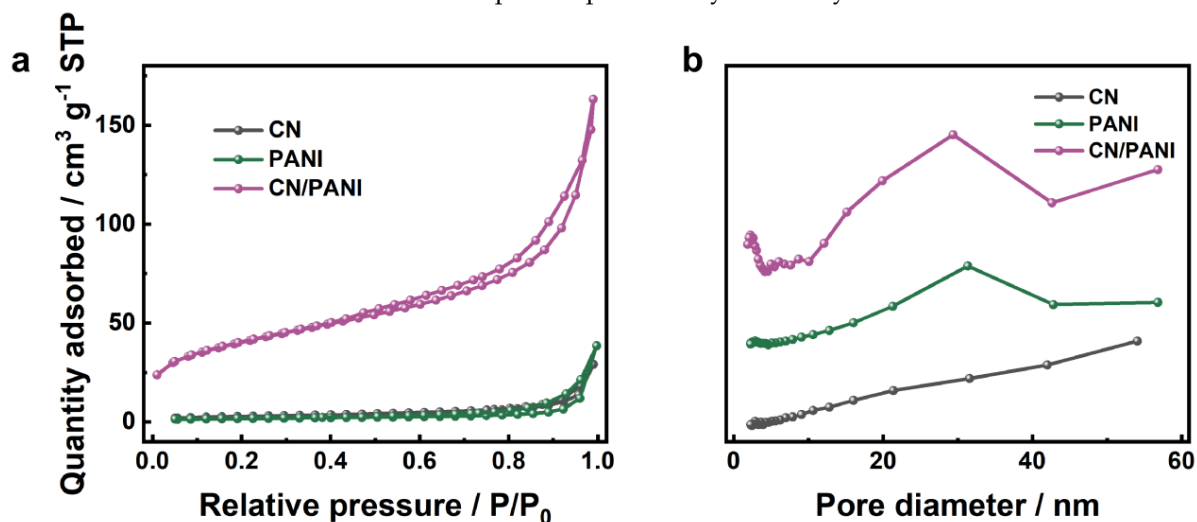 a
Quantity adsorbed / cm³ g⁻¹ STP
150
100
50
0
CN
PANI
CN/PANI
0.0 0.2 0.4 0.6 0.8 1.0
Relative pressure / P/P₀
b
CN
PANI
CN/PANI
0 20 40 60
Pore diameter / nm